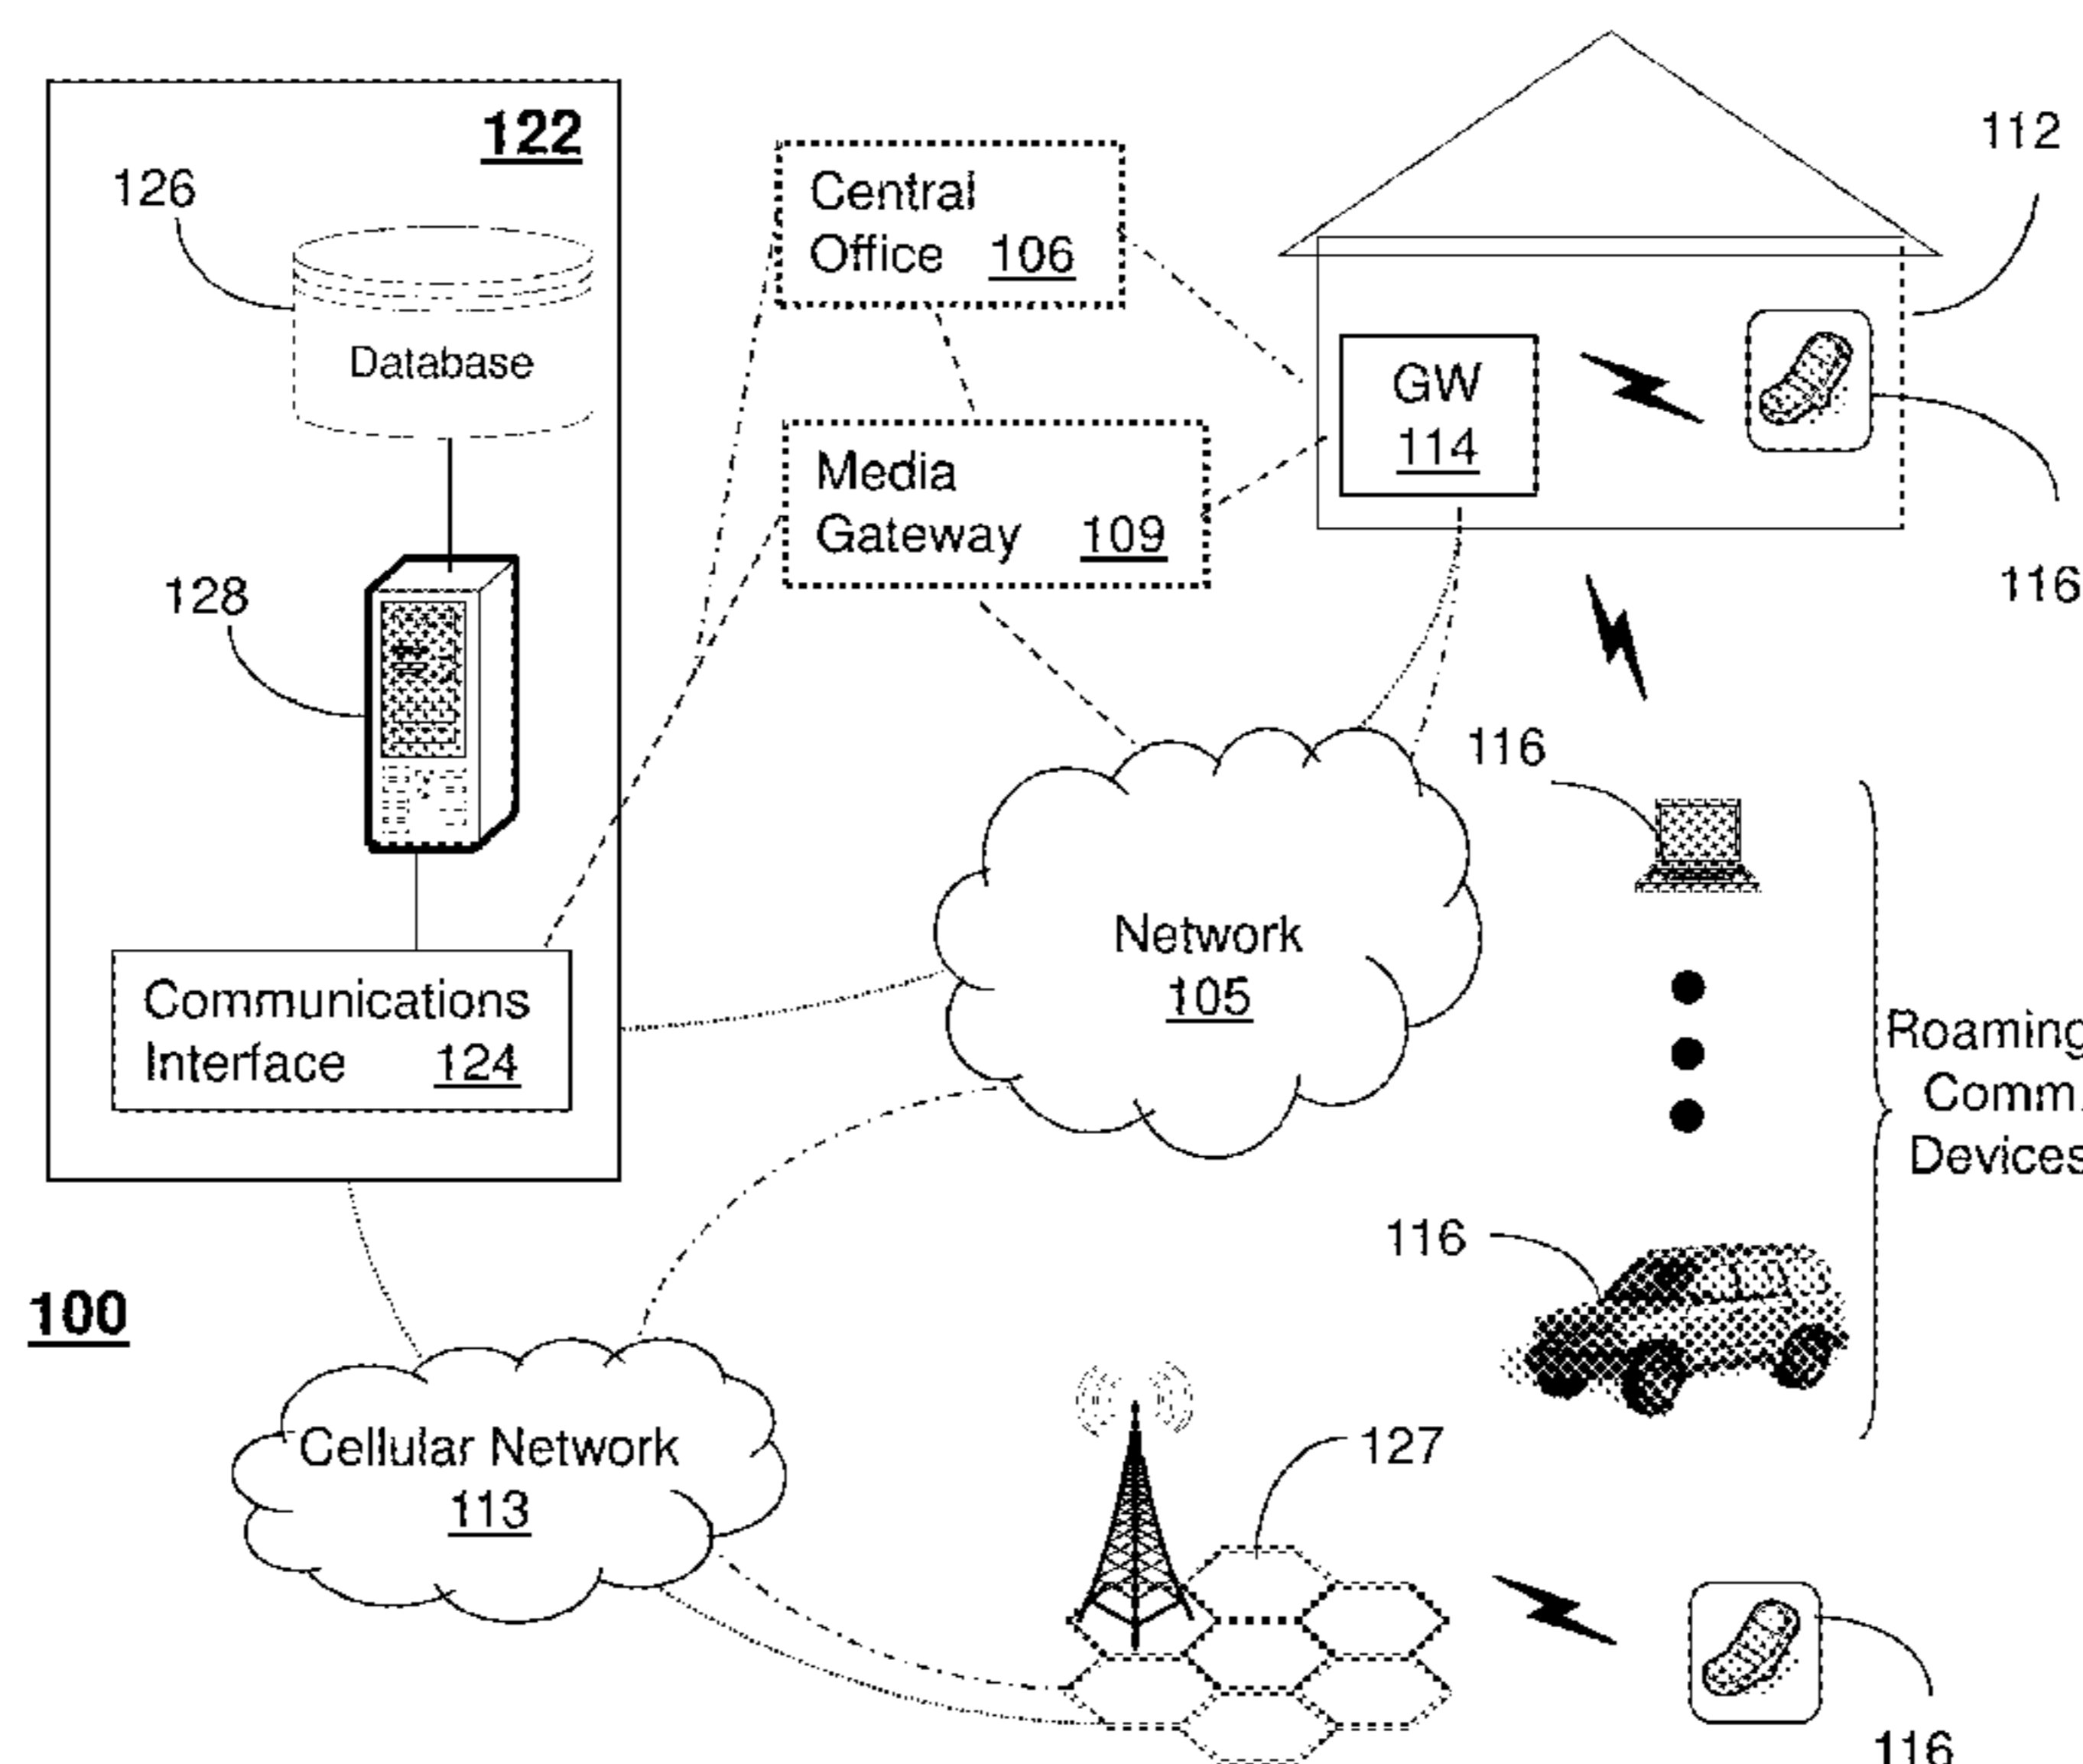 122
126
Database
128
Communications
Interface 124
Central
Office 106
Media
Gateway 109
112
GW
114
116
116
Network
105
Roaming
Comm.
Devices
116
100
Cellular Network
113
127
116